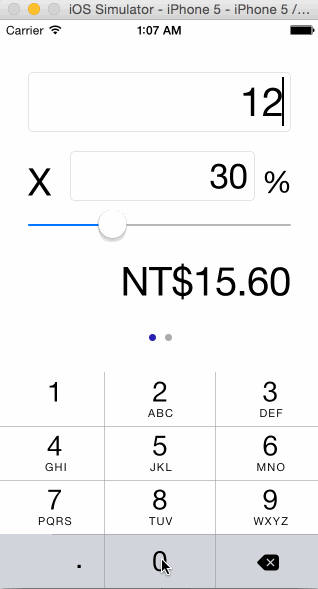 iOS Simulator - iPhone 5 - iPhone 5 /...
Carrier 1:07 AM
12
X 30 %
NT$15.60
1 2 3
ABC DEF
4 5 6
GHI JKL MNO
7 8 9
PQRS TUV WXYZ
. 0